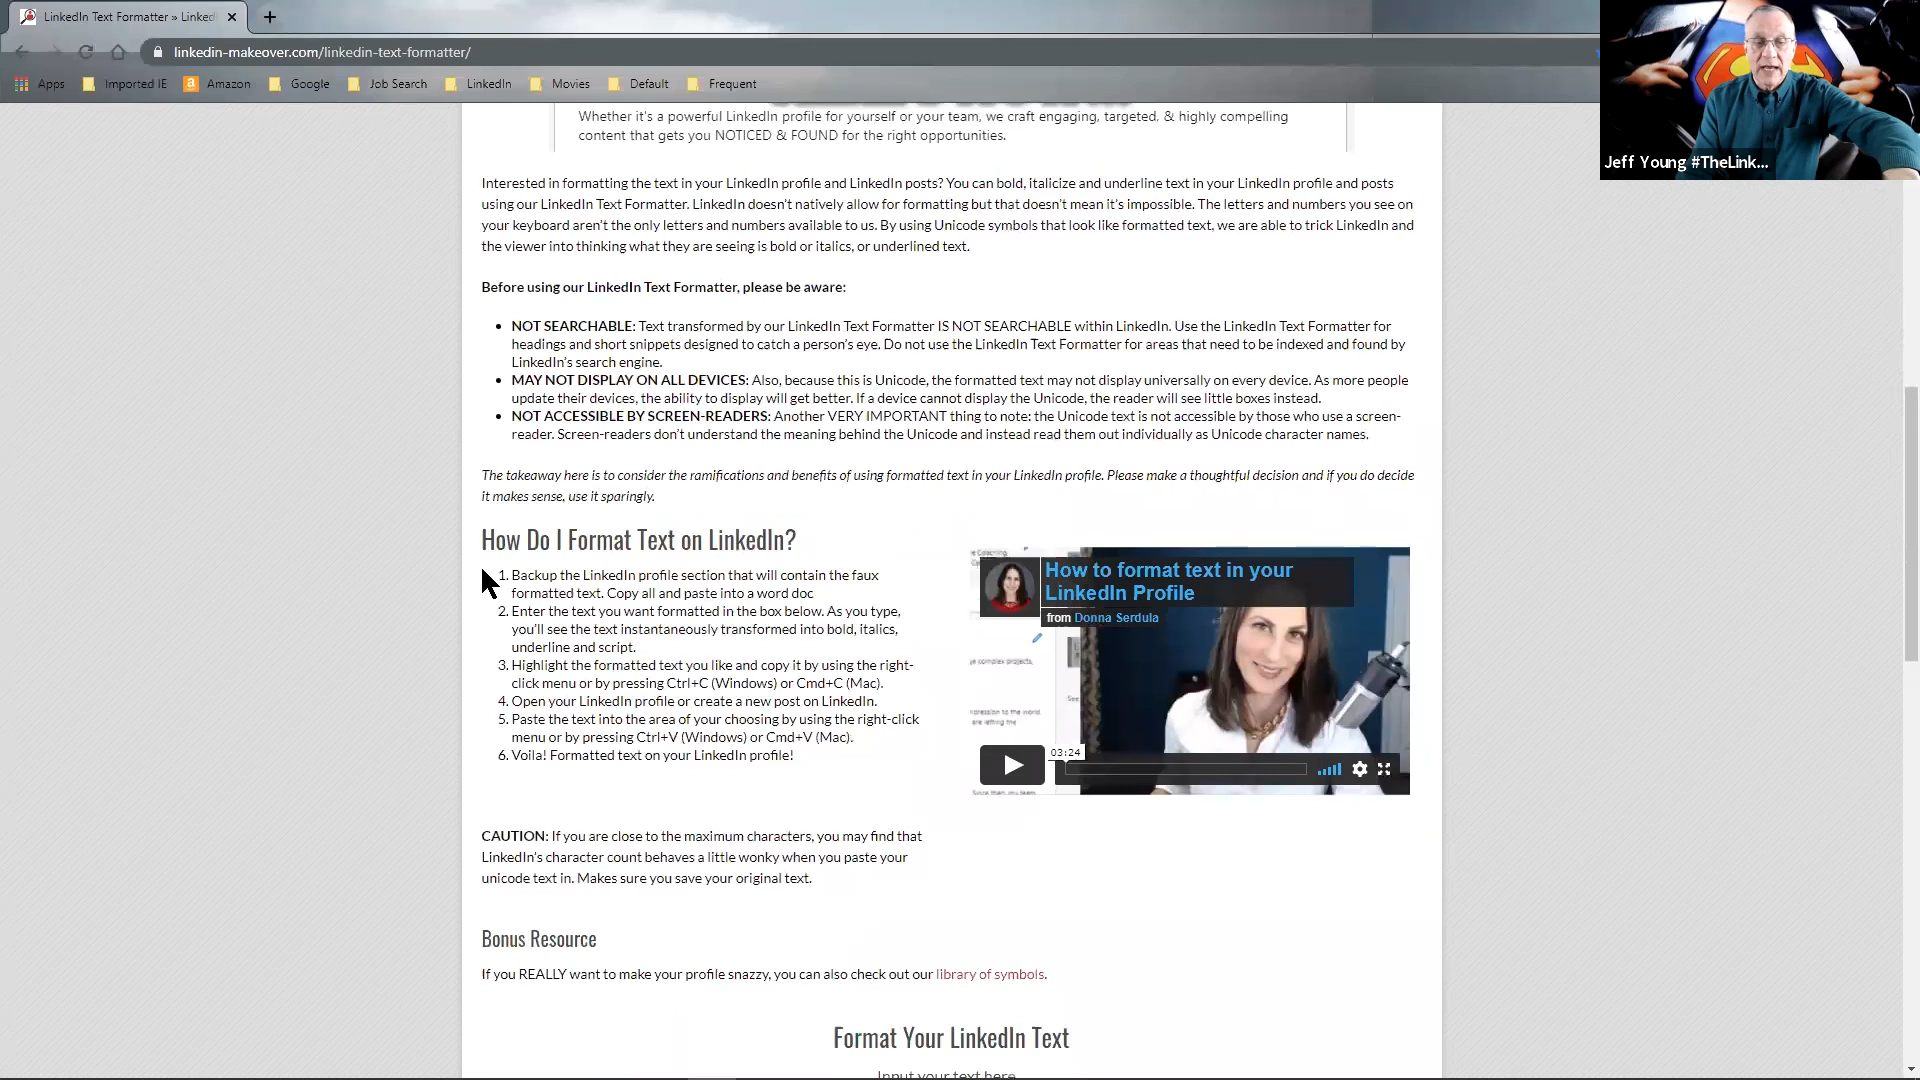 LinkedIn Text Formatter » Linked
linkedin-makeover.com/linkedin-text-formatter/
Apps
Imported IE
Amazon
Google
Job Search
LinkedIn
Movies
Default
Frequent
Jeff Young #TheLink...
Whether it's a powerful LinkedIn profile for yourself or your team, we craft engaging, targeted, & highly compelling
content that gets you NOTICED & FOUND for the right opportunities.
Interested in formatting the text in your LinkedIn profile and LinkedIn posts? You can bold, italicize and underline text in your LinkedIn profile and posts
using our LinkedIn Text Formatter. LinkedIn doesn't natively allow for formatting but that doesn't mean it's impossible. The letters and numbers you see on
your keyboard aren't the only letters and numbers available to us. By using Unicode symbols that look like formatted text, we are able to trick LinkedIn and
the viewer into thinking what they are seeing is bold or italics, or underlined text.
Before using our LinkedIn Text Formatter, please be aware:
• NOT SEARCHABLE: Text transformed by our LinkedIn Text Formatter IS NOT SEARCHABLE within LinkedIn. Use the LinkedIn Text Formatter for
headings and short snippets designed to catch a person's eye. Do not use the LinkedIn Text Formatter for areas that need to be indexed and found by
LinkedIn's search engine.
• MAY NOT DISPLAY ON ALL DEVICES: Also, because this is Unicode, the formatted text may not display universally on every device. As more people
update their devices, the ability to display will get better. If a device cannot display the Unicode, the reader will see little boxes instead.
• NOT ACCESSIBLE BY SCREEN-READERS: Another VERY IMPORTANT thing to note: the Unicode text is not accessible by those who use a screen-
reader. Screen-readers don't understand the meaning behind the Unicode and instead read them out individually as Unicode character names.
The takeaway here is to consider the ramifications and benefits of using formatted text in your LinkedIn profile. Please make a thoughtful decision and if you do decide
it makes sense, use it sparingly.
How Do I Format Text on LinkedIn?
1. Backup the LinkedIn profile section that will contain the faux
formatted text. Copy all and paste into a word doc
2. Enter the text you want formatted in the box below. As you type,
you'll see the text instantaneously transformed into bold, italics,
underline and script.
3. Highlight the formatted text you like and copy it by using the right-
click menu or by pressing Ctrl+C (Windows) or Cmd+C (Mac).
4. Open your LinkedIn profile or create a new post on LinkedIn.
5. Paste the text into the area of your choosing by using the right-click
menu or by pressing Ctrl+V (Windows) or Cmd+V (Mac).
6. Voila! Formatted text on your LinkedIn profile!
How to format text in your
LinkedIn Profile
from Donna Serdula
ge complex projects,
See
npression to the world.
are letting the
03:24
CAUTION: If you are close to the maximum characters, you may find that
LinkedIn's character count behaves a little wonky when you paste your
unicode text in. Makes sure you save your original text.
Bonus Resource
If you REALLY want to make your profile snazzy, you can also check out our library of symbols.
Format Your LinkedIn Text
Input your text here